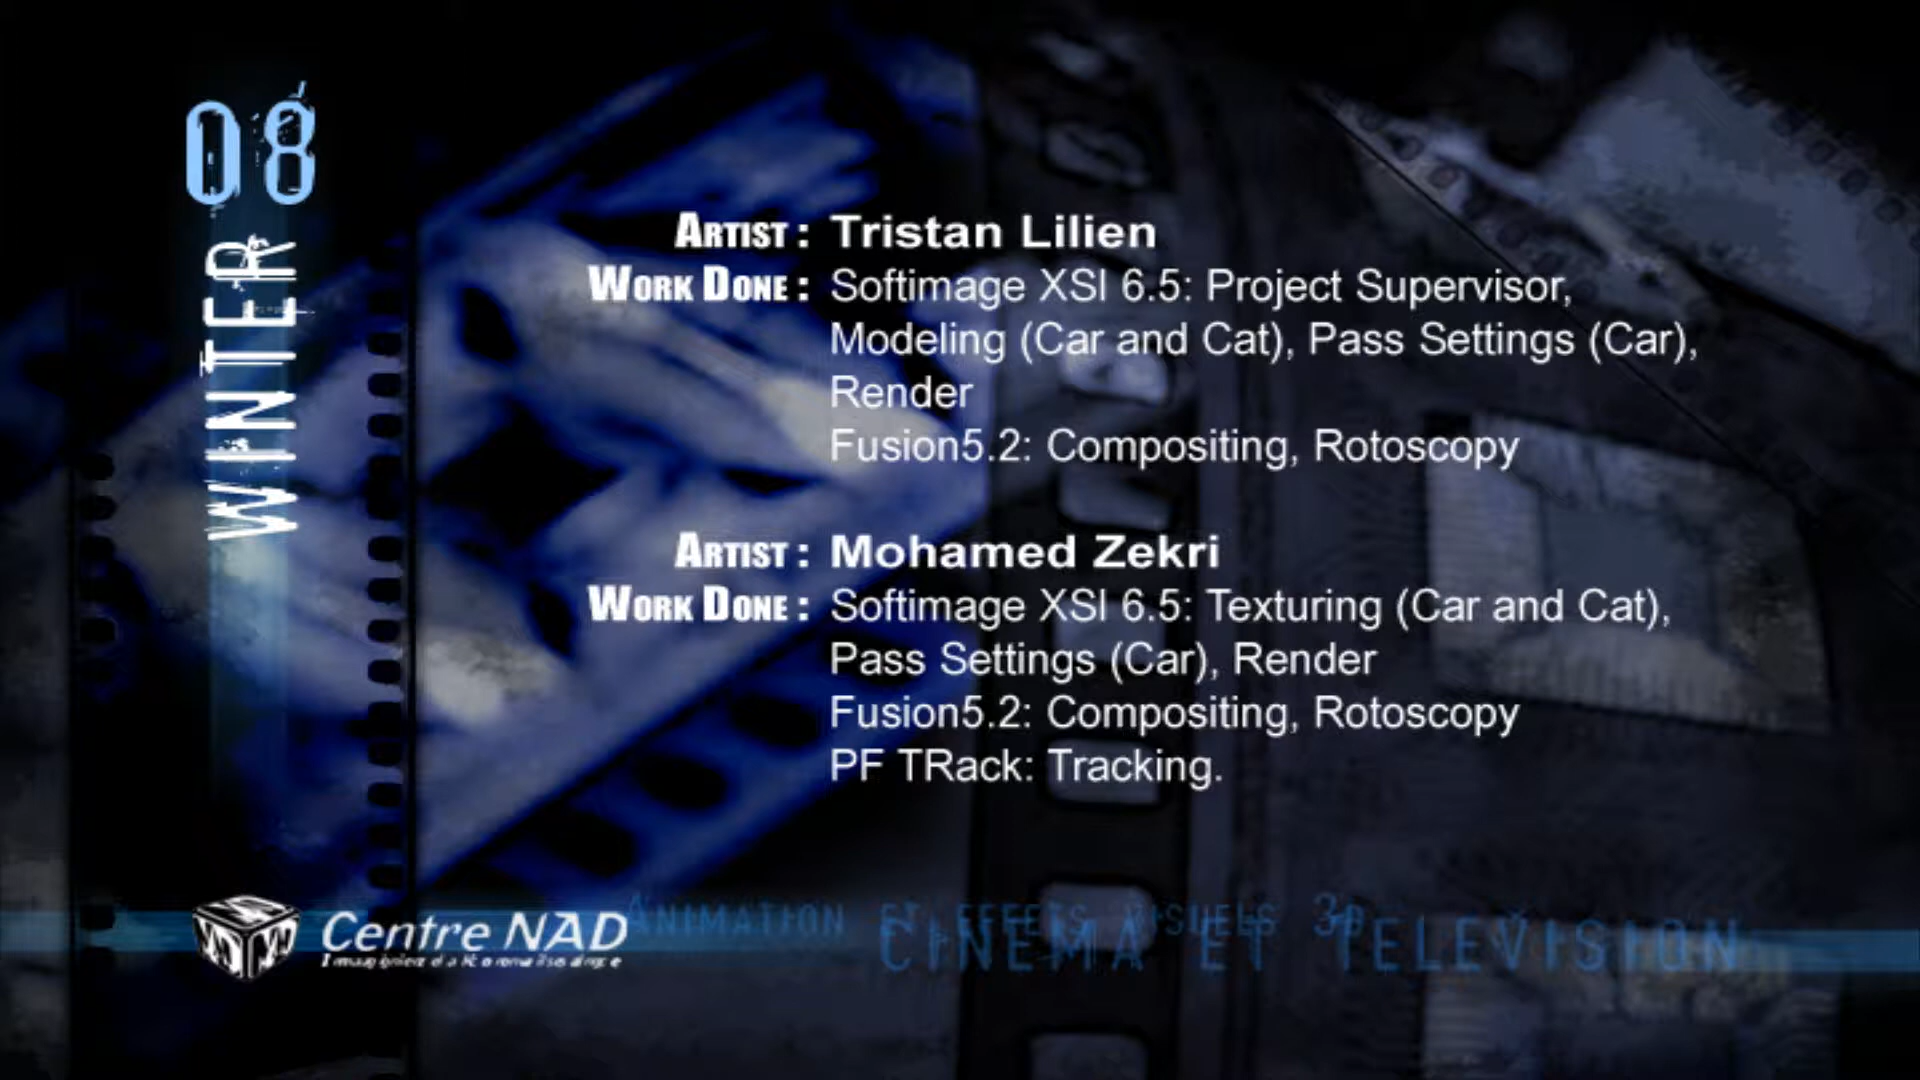 08
WINTER
ARTIST : Tristan Lilien
WORK DONE : Softimage XSI 6.5: Project Supervisor,
Modeling (Car and Cat), Pass Settings (Car),
Render
Fusion5.2: Compositing, Rotoscopy
ARTIST : Mohamed Zekri
WORK DONE : Softimage XSI 6.5: Texturing (Car and Cat),
Pass Settings (Car), Render
Fusion5.2: Compositing, Rotoscopy
PF TRack: Tracking.
Centre NAD
ANIMATION ET EFFETS VISUELS 3D
CINEMA ET TELEVISION